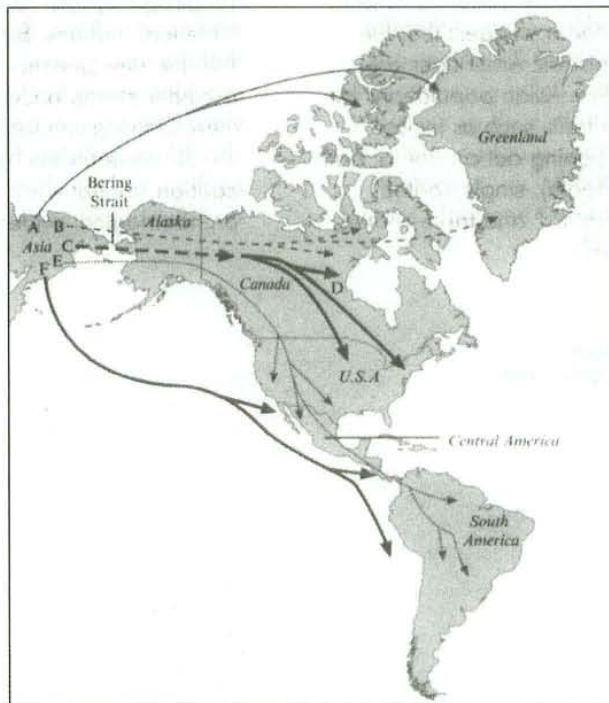 Greenland
Bering
Strait
Alaska
A
B
Asia
C
E
F
Canada
D
U.S.A
Central America
South
America